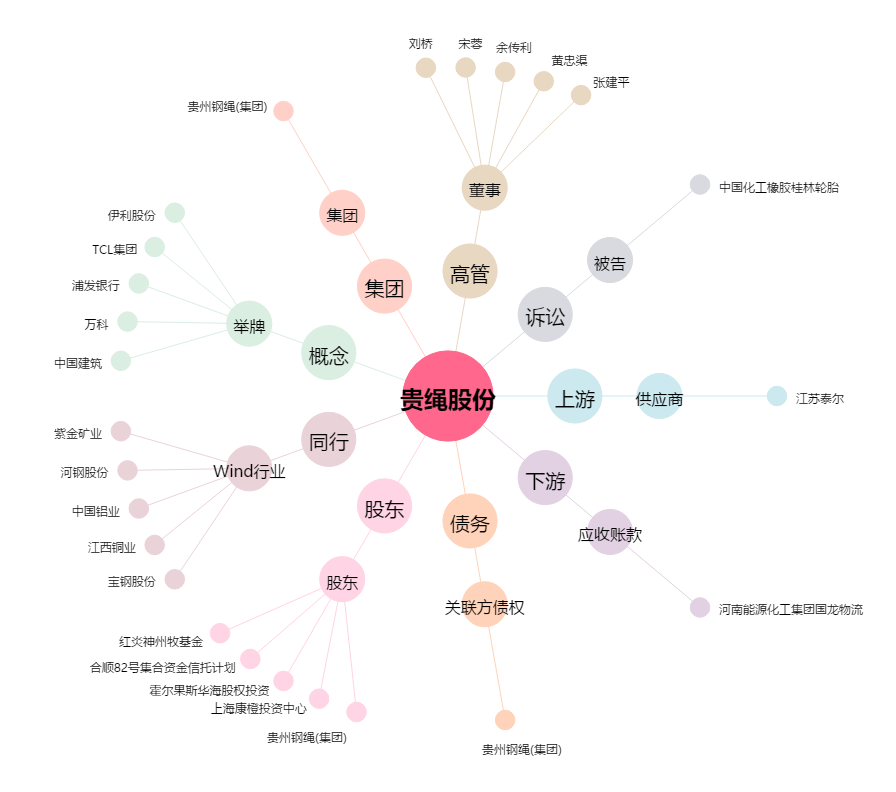 刘桥
宋蓉
余传利
黄忠渠
张建平
董事
高管
贵州钢绳(集团)
集团
集团
中国化工橡胶桂林轮胎
被告
诉讼
伊利股份
TCL集团
浦发银行
万科
中国建筑
举牌
概念
贵绳股份
上游
供应商
江苏泰尔
紫金矿业
河钢股份
中国铝业
江西铜业
宝钢股份
Wind行业
同行
下游
应收账款
河南能源化工集团国龙物流
股东
股东
红炎神州牧基金
合顺82号集合资金信托计划
霍尔果斯华海股权投资
上海康橙投资中心
贵州钢绳(集团)
债务
关联方债权
贵州钢绳(集团)